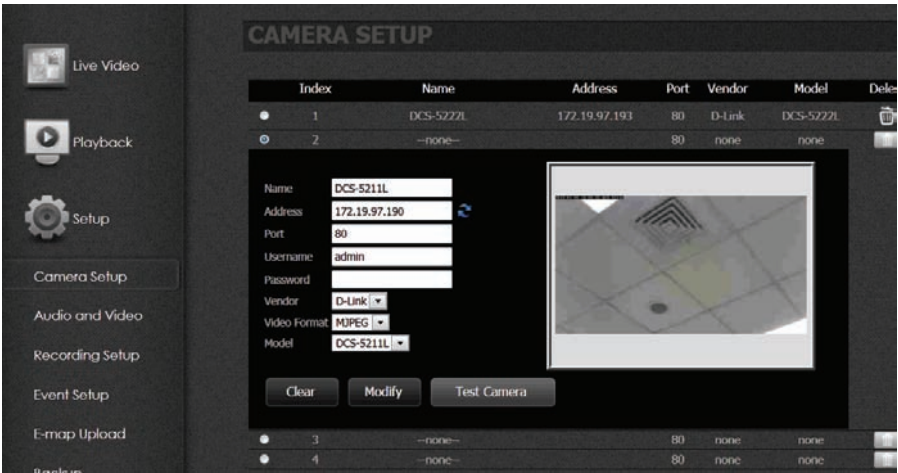 CAMERA SETUP
Live Video
Index Name Address Port Vendor Model
1 DCS-5222L 172.19.97.193 80 D-Link DCS-5222L
Playback
2 --none-- 80 none none
Name DCS-5211L
Address 172.19.97.190
Setup
Port 80
Username admin
Password
Camera Setup
Vendor D-Link
Audio and Video
Video Format MJPEG
Model DCS-5211L
Recording Setup
Event Setup
Clear Modify Test Camera
E-map Upload
3 --none-- 80 none none
4 --none-- 80 none none